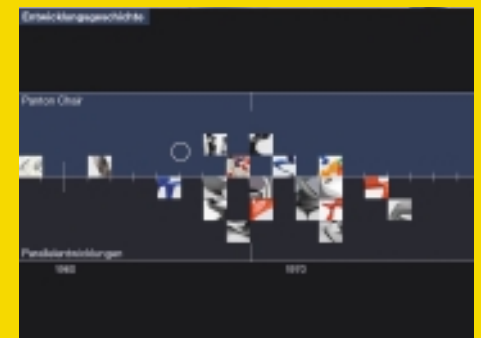 Entwicklungsgeschichte
Panton Chair
Parallelentwicklungen
1960
1970